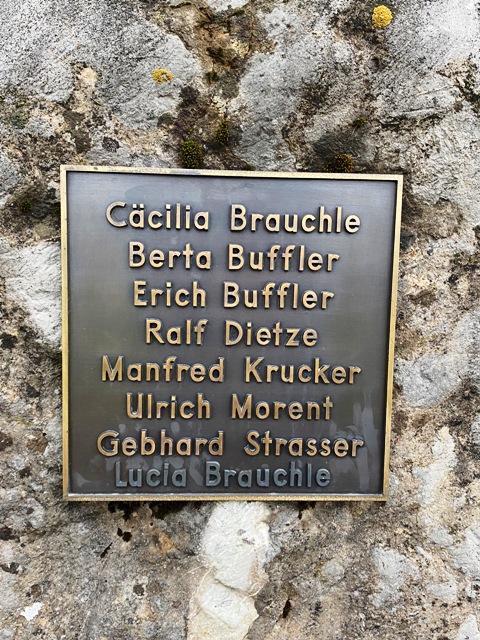 Cäcilia Brauchle
Berta Buffler
Erich Buffler
Ralf Dietze
Manfred Krucker
Ulrich Morent
Gebhard Strasser
Lucia Brauchle